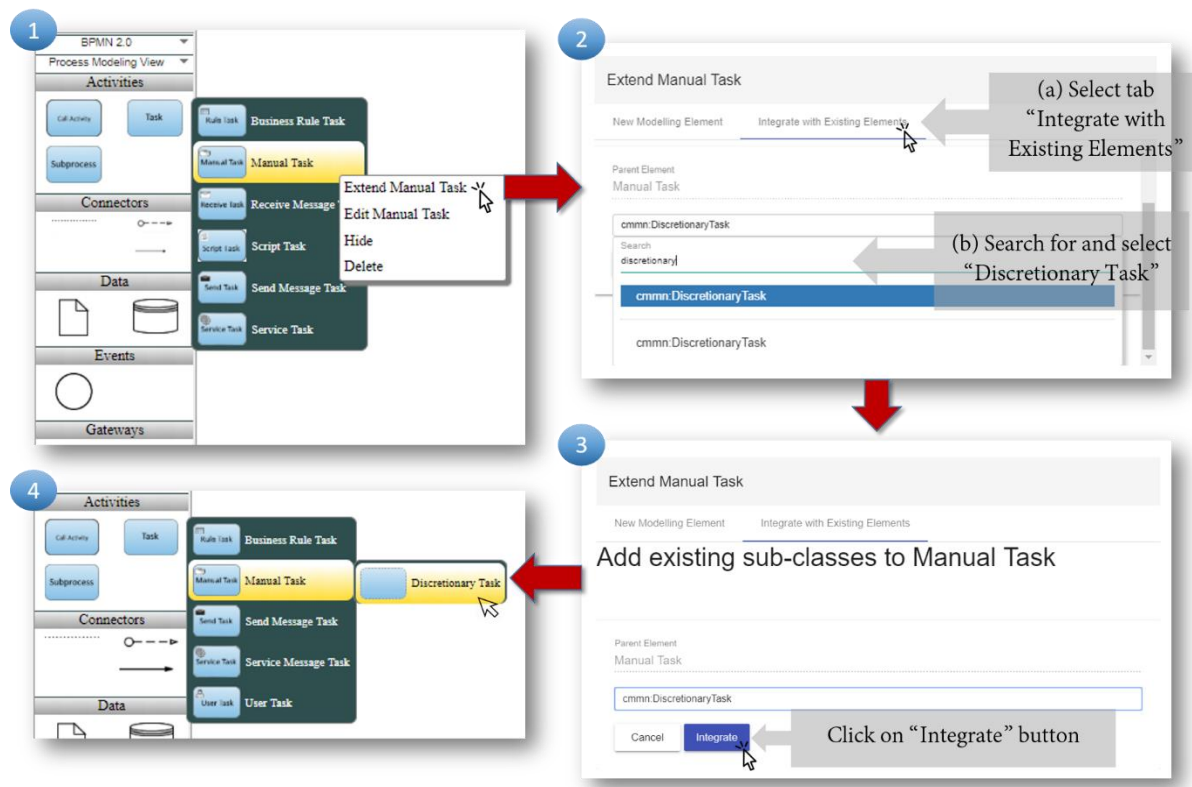 1
BPMN 2.0
Process Modeling View
Activities
Call Activity
Task
Subprocess
Connectors
Data
Events
Gateways
Rule Task
Business Rule Task
Manual Task
Manual Task
Receive Task
Receive Message
Script Task
Script Task
Send Task
Send Message Task
Service Task
Service Task
Extend Manual Task
Edit Manual Task
Hide
Delete
2
Extend Manual Task
New Modelling Element
Integrate with Existing Elements
(a) Select tab
“Integrate with
Existing Elements”
Parent Element
Manual Task
cmmn:DiscretionaryTask
Search
discretionary
(b) Search for and select
“Discretionary Task”
cmmn:DiscretionaryTask
cmmn:DiscretionaryTask
3
Extend Manual Task
New Modelling Element
Integrate with Existing Elements
Add existing sub-classes to Manual Task
Parent Element
Manual Task
cmmn:DiscretionaryTask
Cancel
Integrate
Click on “Integrate” button
4
Activities
Call Activity
Task
Subprocess
Connectors
Data
Rule Task
Business Rule Task
Manual Task
Manual Task
Discretionary Task
Send Task
Send Message Task
Service Task
Service Message Task
User Task
User Task